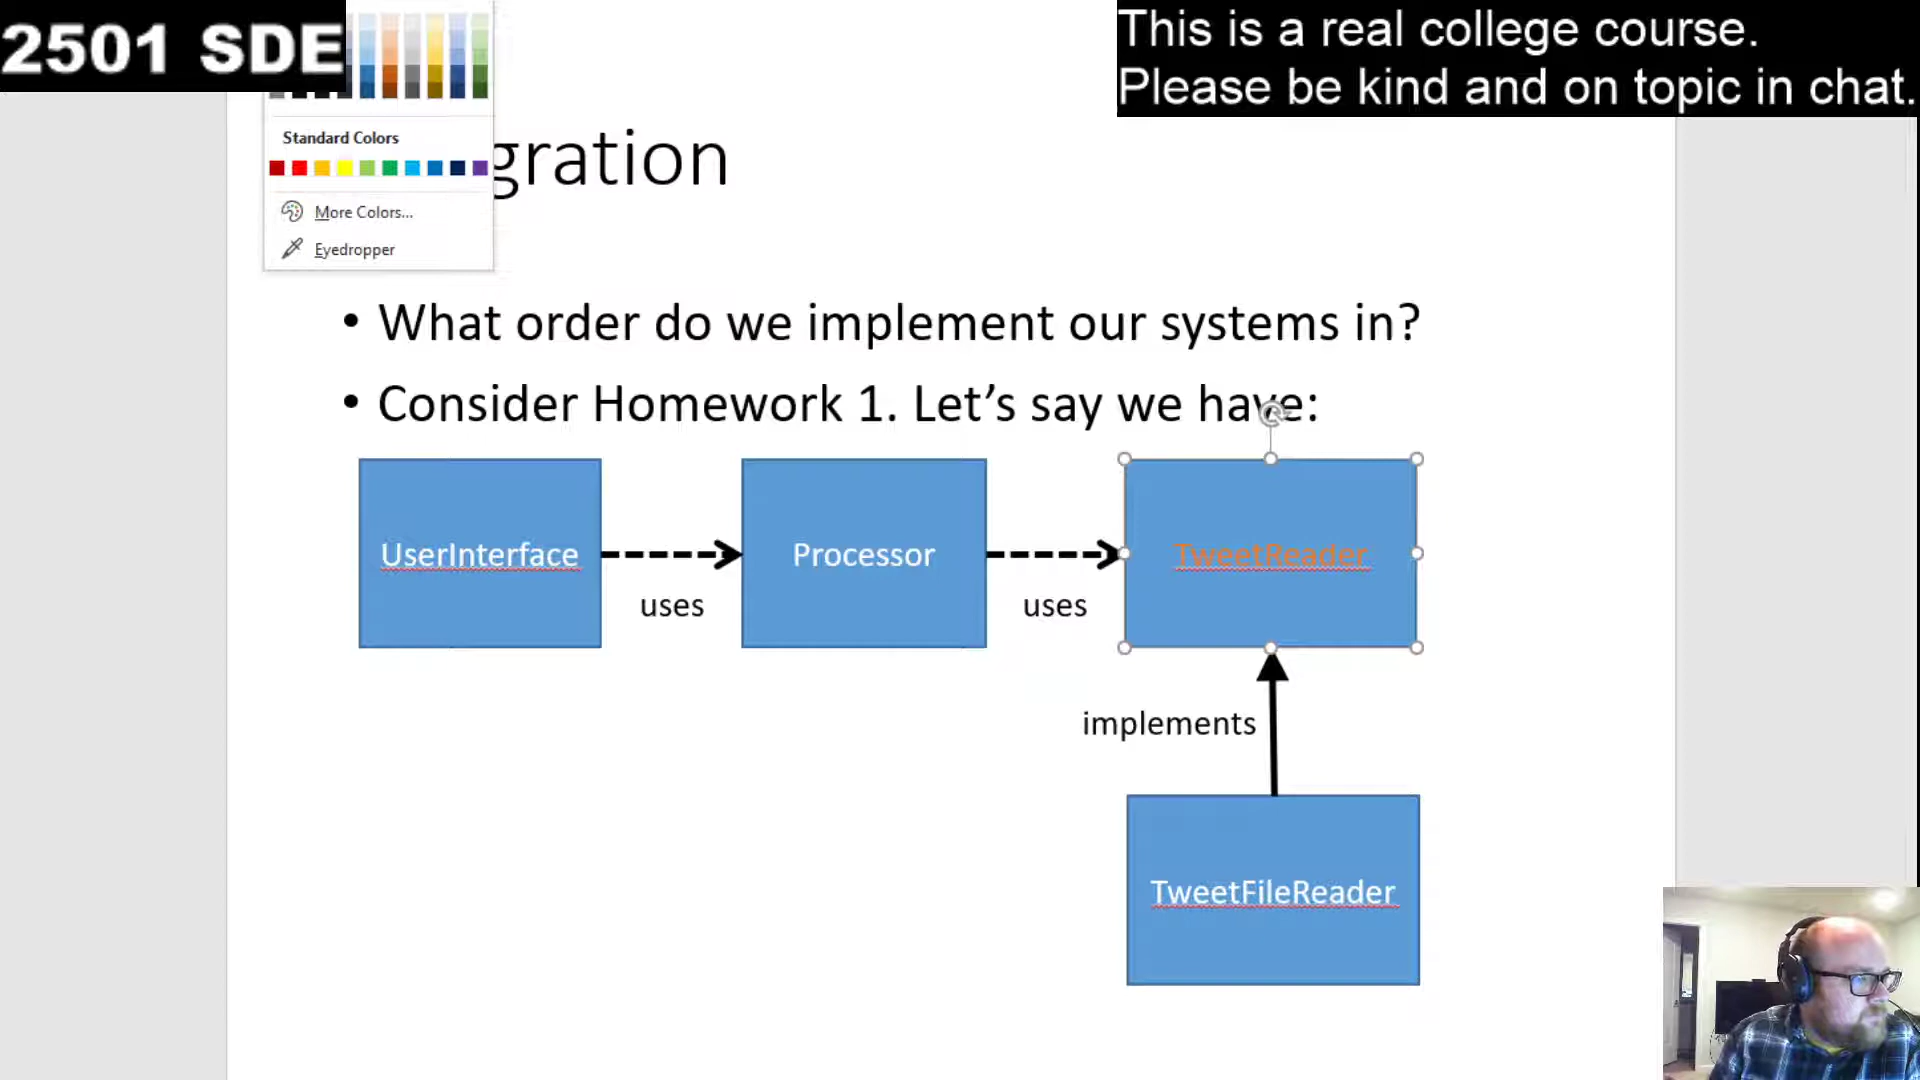 2501 SDE
This is a real college course.
Please be kind and on topic in chat.
Standard Colors
More Colors...
Eyedropper
gration
• What order do we implement our systems in?
• Consider Homework 1. Let's say we have:
UserInterface
uses
Processor
uses
TweetReader
implements
TweetFileReader